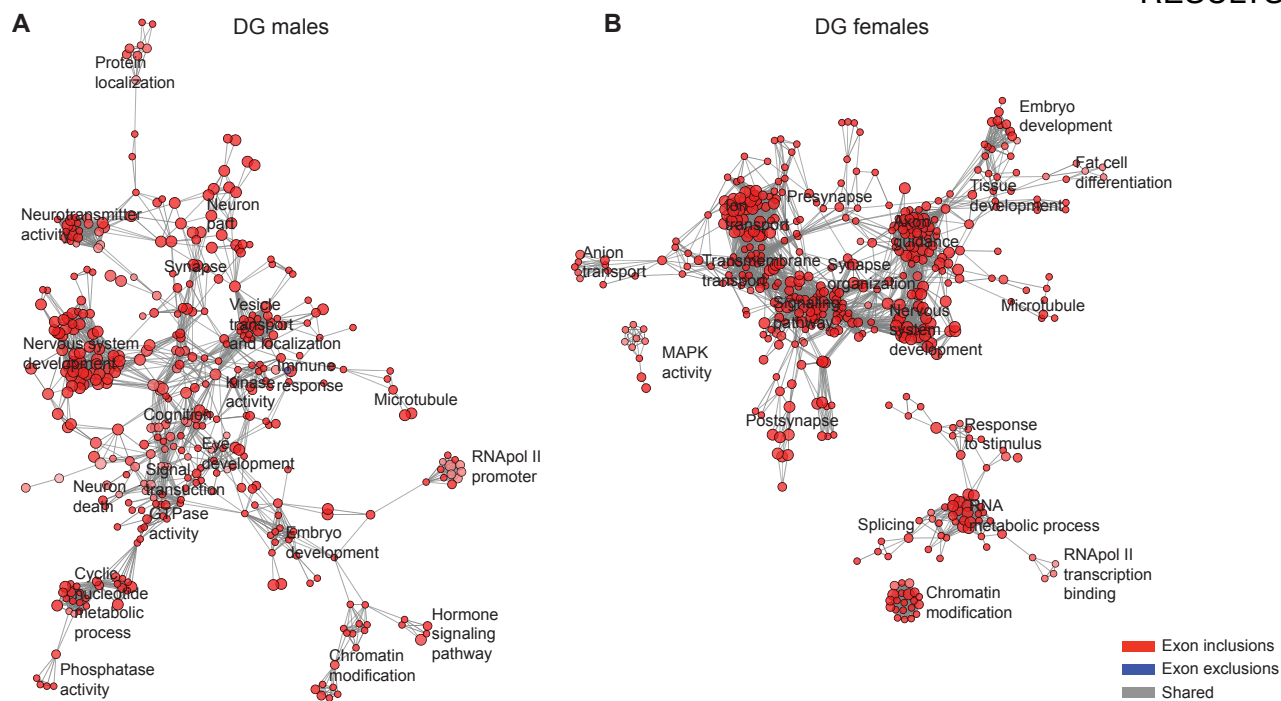 RESULTS
A
DG males
Protein
localization
Neurotransmitter
activity
Neuron
part
Synapse
Vesicle
transport
and localization
Nervous system
development
Immune
response
Kinase
activity
Microtubule
Cognition
Eye
development
Signal
transuction
RNApol II
promoter
Neuron
death
GTPase
activity
Embryo
development
Cyclic
nucleotide
metabolic
process
Hormone
signaling
pathway
Chromatin
modification
Phosphatase
activity
B
DG females
Embryo
development
Fat cell
differentiation
Tissue
development
Presynapse
Ion
transport
Axon
guidance
Anion
transport
Transmembrane
transport
Synapse
organization
Signaling
pathway
Nervous
system
development
Microtubule
MAPK
activity
Postsynapse
Response
to stimulus
RNA
metabolic process
Splicing
RNApol II
transcription
binding
Chromatin
modification
Exon inclusions
Exon exclusions
Shared